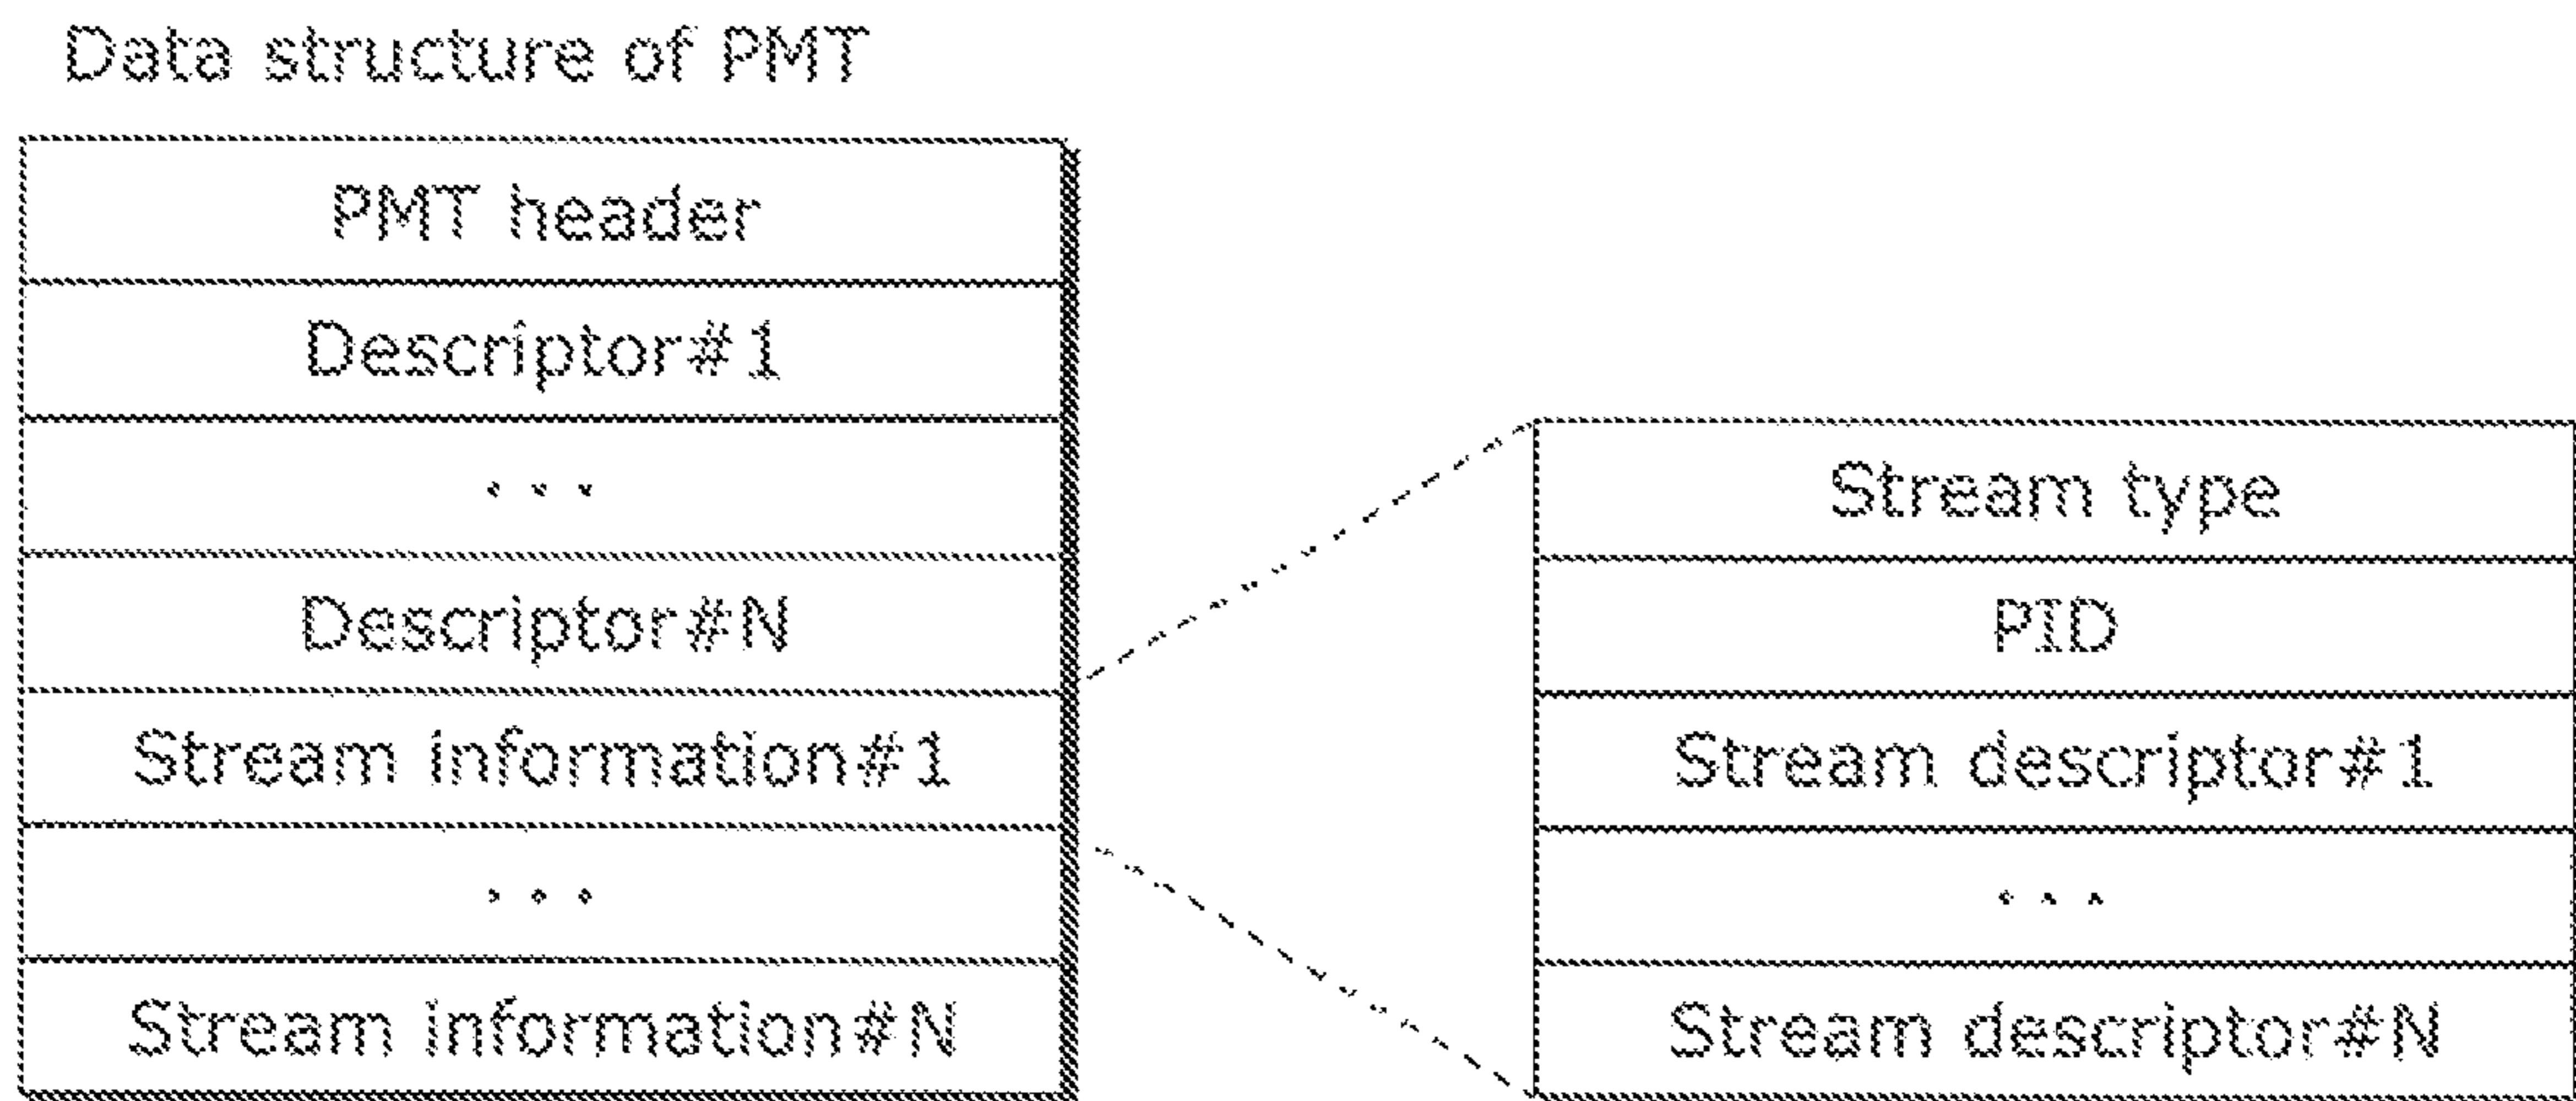 Data structure of PMT
PMT header
Descriptor#1
...
Descriptor#N
Stream information#1
...
Stream information#N
Stream type
PID
Stream descriptor#1
...
Stream descriptor#N